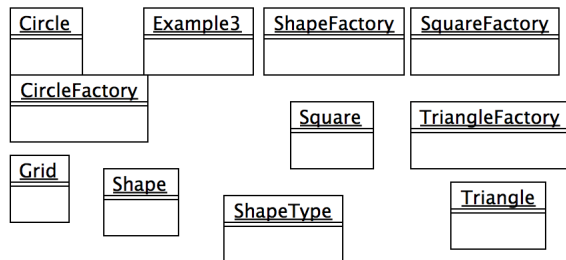 Circle
Example3
ShapeFactory
SquareFactory
CircleFactory
Square
TriangleFactory
Grid
Shape
ShapeType
Triangle